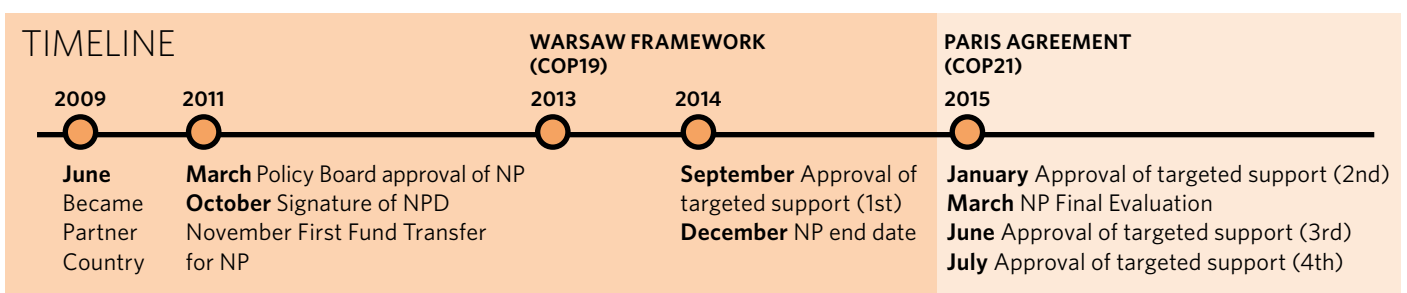 TIMELINE
WARSAW FRAMEWORK
(COP19)
PARIS AGREEMENT
(COP21)
2009
2011
2013
2014
2015
June
Became
Partner
Country
March Policy Board approval of NP
October Signature of NPD
November First Fund Transfer
for NP
September Approval of
targeted support (1st)
December NP end date
January Approval of targeted support (2nd)
March NP Final Evaluation
June Approval of targeted support (3rd)
July Approval of targeted support (4th)